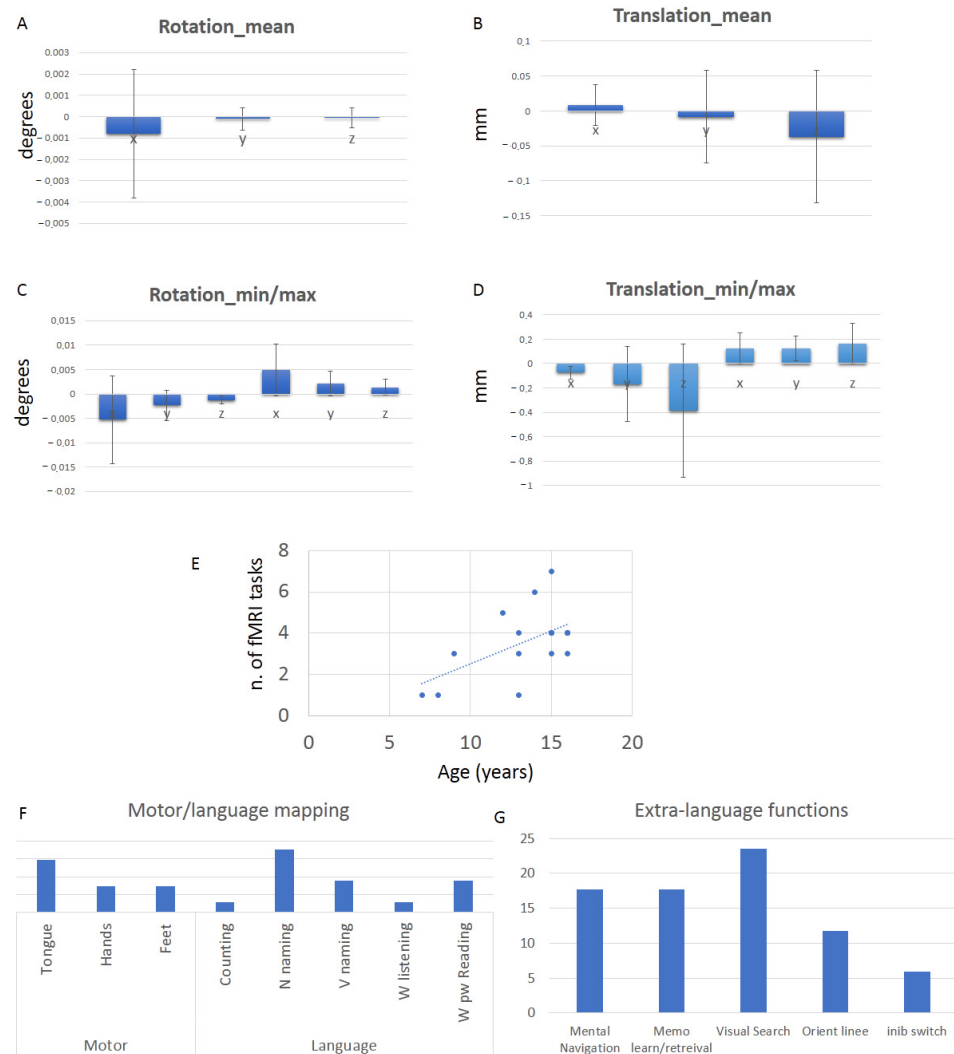 A
Rotation_mean
degrees
0.003
0,002
0,001
0
−0,001
−0,002
−0,003
−0,004
−0,005
x
y
z
B
Translation_mean
mm
0,1
0.05
0
−0,05
−0,1
−0,15
x
y
C
Rotation_min/max
degrees
0,015
0,01
0,005
0
−0,005
−0,01
−0,015
−0,02
y
z
x
y
z
D
Translation_min/max
mm
0,4
0,2
0
−0,2
−0,4
−0,6
−0,8
−1
x
y
z
x
y
z
E
n. of fMRI tasks
8
6
4
2
0
0
5
10
15
20
Age (years)
F
Motor/language mapping
Tongue
Hands
Feet
Counting
N naming
V naming
W listening
W pw Reading
Motor
Language
G
Extra-language functions
25
20
15
10
5
0
Mental
Navigation
Memo
learn/retreival
Visual Search
Orient linee
inib switch